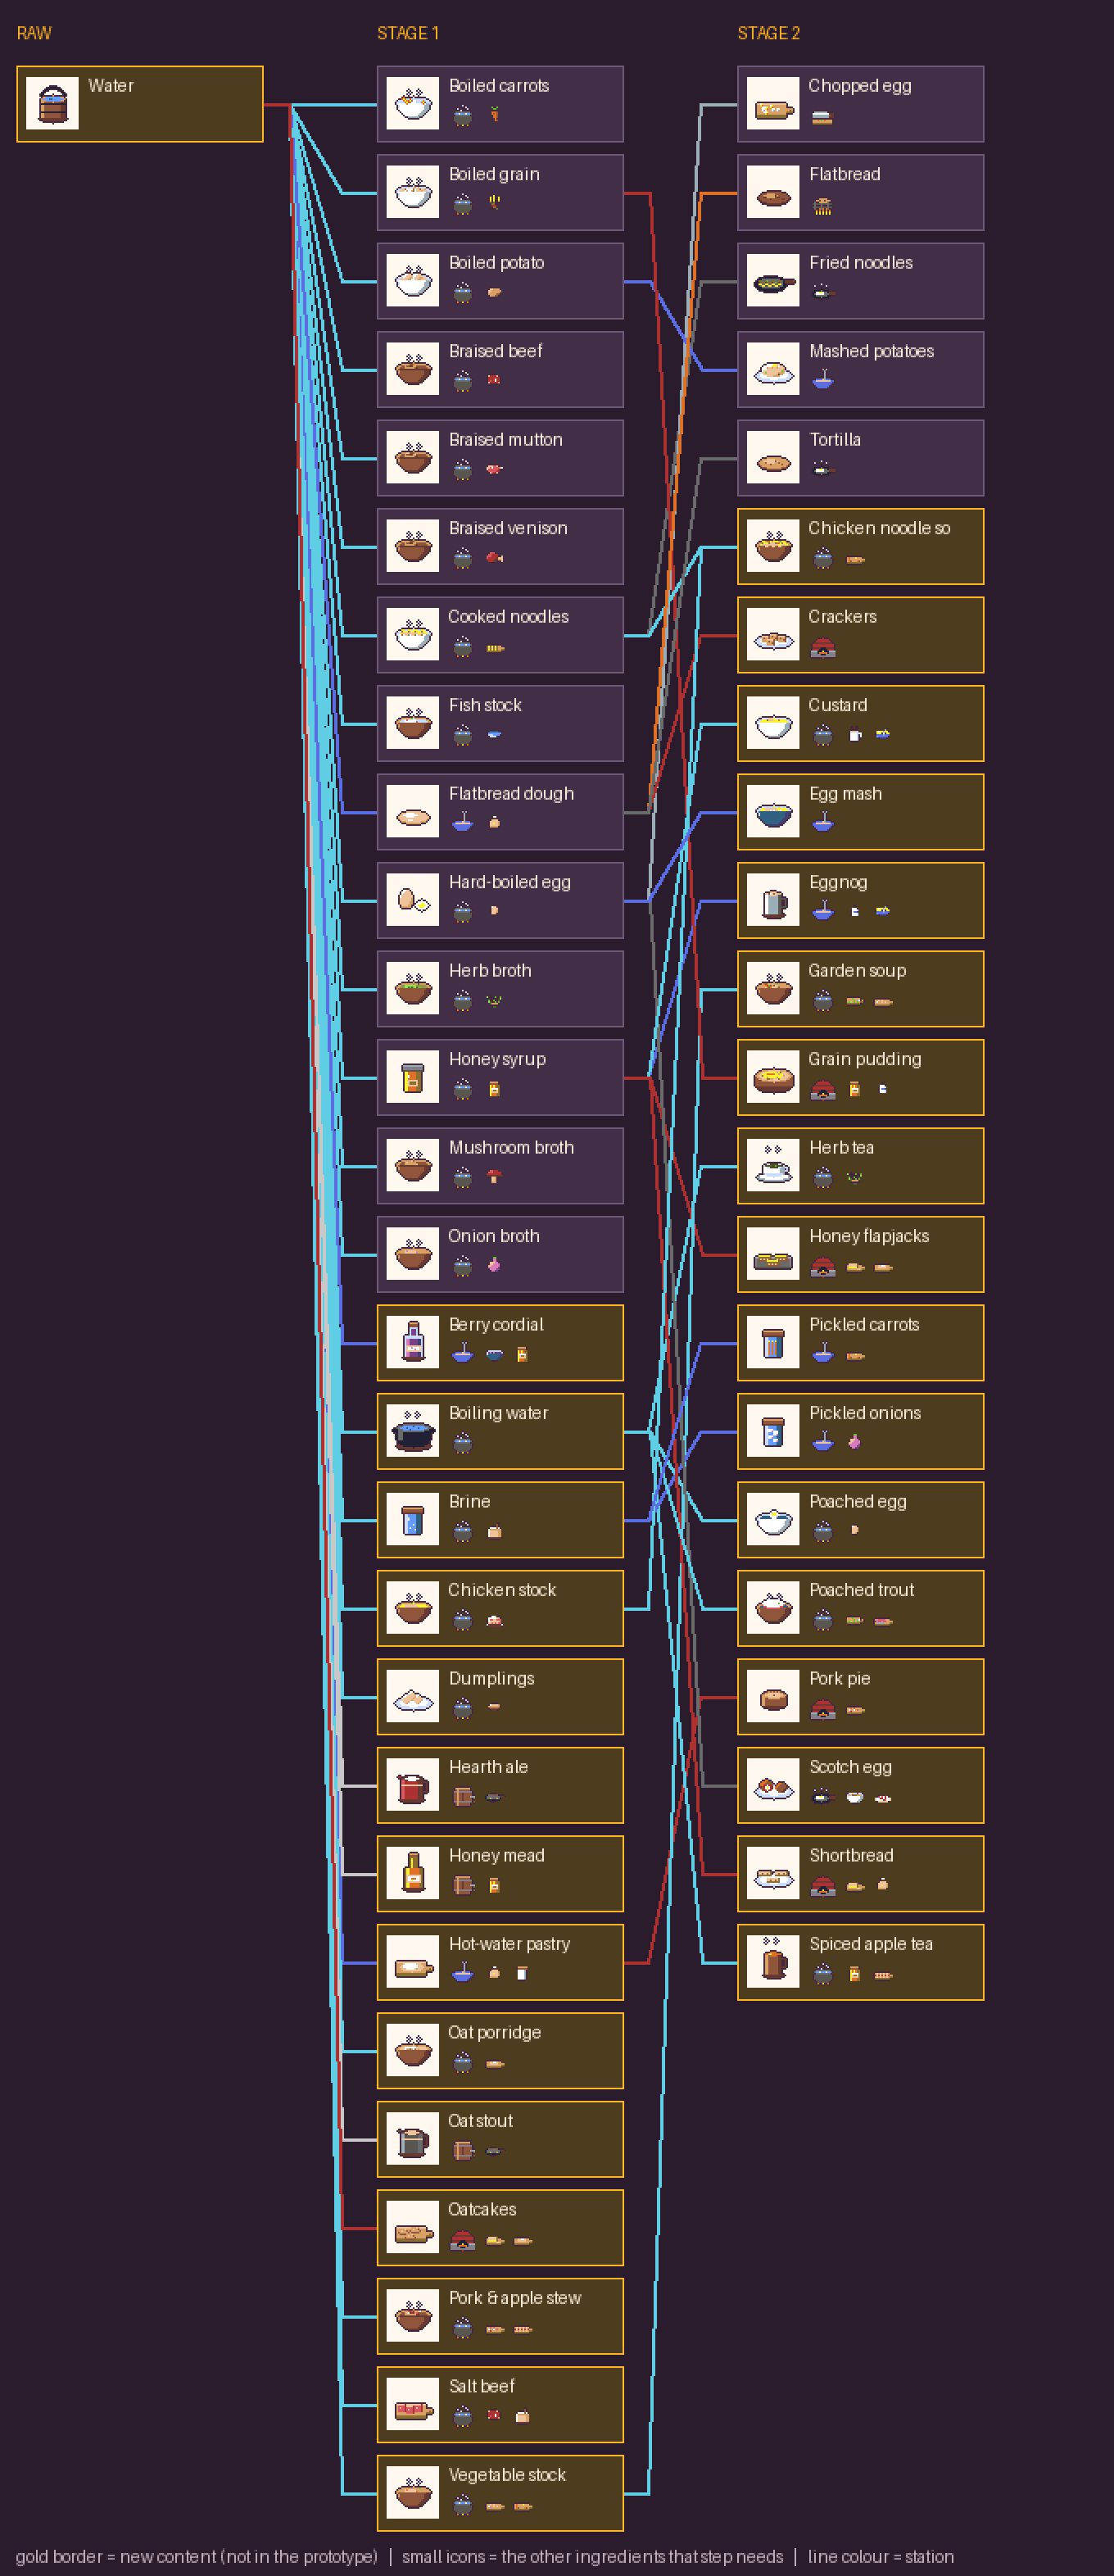 RAW
STAGE 1
STAGE 2
Water
Boiled carrots
Chopped egg
Boiled grain
Flatbread
Boiled potato
Fried noodles
Braised beef
Mashed potatoes
Braised mutton
Tortilla
Braised venison
Chicken noodle so
Cooked noodles
Crackers
Fish stock
Custard
Flatbread dough
Egg mash
Hard-boiled egg
Eggnog
Herb broth
Garden soup
Honey syrup
Grain pudding
Mushroom broth
Herb tea
Onion broth
Honey flapjacks
Berry cordial
Pickled carrots
Boiling water
Pickled onions
Brine
Poached egg
Chicken stock
Poached trout
Dumplings
Pork pie
Hearth ale
Scotch egg
Honey mead
Shortbread
Hot-water pastry
Spiced apple tea
Oat porridge
Oat stout
Oatcakes
Pork & apple stew
Salt beef
Vegetable stock
gold border = new content (not in the prototype) | small icons = the other ingredients that step needs | line colour = station